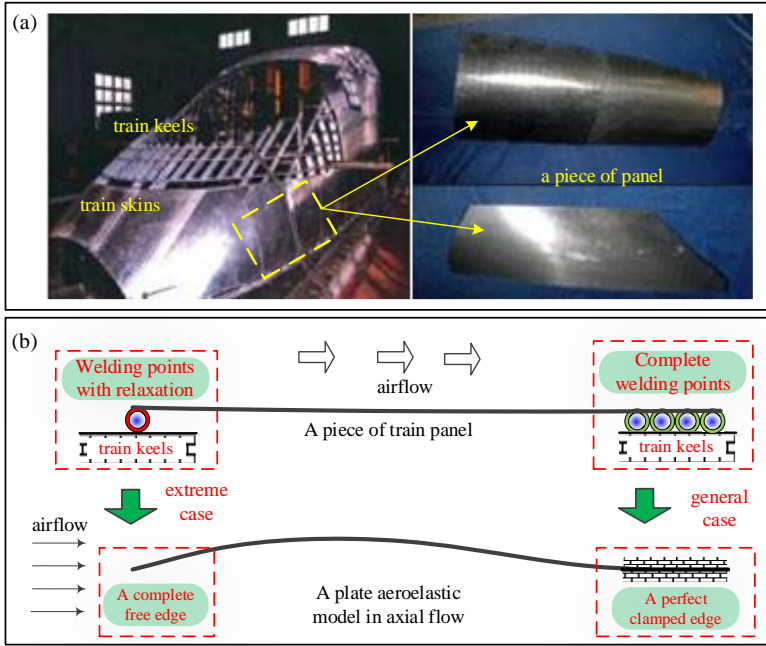 (a)
train keels
train skins
a piece of panel
(b)
Welding points
with relaxation
airflow
Complete
welding points
train keels
A piece of train panel
train keels
extreme
case
general
case
airflow
A complete
free edge
A plate aeroelastic
model in axial flow
A perfect
clamped edge